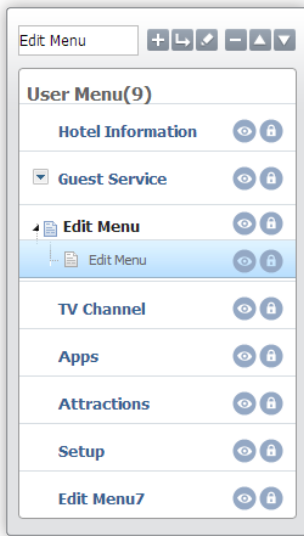 Edit Menu
User Menu(9)
Hotel Information
Guest Service
Edit Menu
Edit Menu
TV Channel
Apps
Attractions
Setup
Edit Menu7